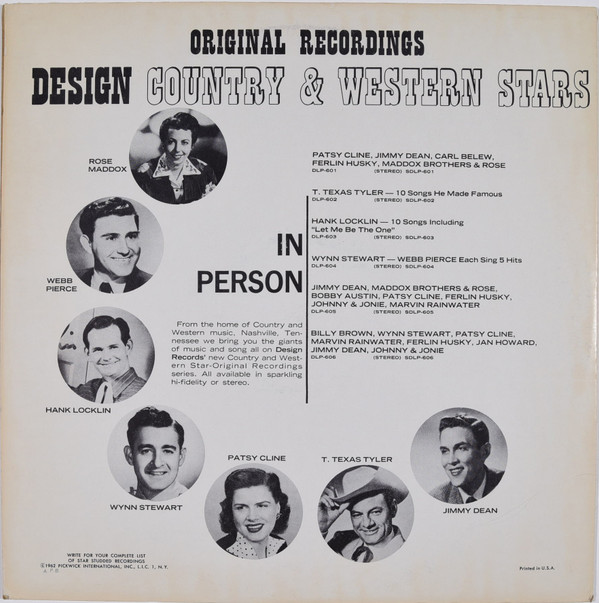 ORIGINAL RECORDINGS
DESIGN COUNTRY & WESTERN STARS
ROSE
MADDOX
WEBB
PIERCE
HANK LOCKLIN
WYNN STEWART
PATSY CLINE
T. TEXAS TYLER
JIMMY DEAN
IN
PERSON
From the home of Country and
Western music, Nashville, Ten-
nessee we bring you the giants
of music and song all on Design
Records' new Country and West-
ern Star-Original Recordings
series. All available in sparkling
hi-fidelity or stereo.
PATSY CLINE, JIMMY DEAN, CARL BELEW,
FERLIN HUSKY, MADDOX BROTHERS & ROSE
DLP-601 (STEREO) SDLP-601
T. TEXAS TYLER — 10 Songs He Made Famous
DLP-602 (STEREO) SDLP-602
HANK LOCKLIN — 10 Songs Including
"Let Me Be The One"
DLP-603 (STEREO) SDLP-603
WYNN STEWART — WEBB PIERCE Each Sing 5 Hits
DLP-604 (STEREO) SDLP-604
JIMMY DEAN, MADDOX BROTHERS & ROSE,
BOBBY AUSTIN, PATSY CLINE, FERLIN HUSKY,
JOHNNY & JONIE, MARVIN RAINWATER
DLP-605 (STEREO) SDLP-605
BILLY BROWN, WYNN STEWART, PATSY CLINE,
MARVIN RAINWATER, FERLIN HUSKY, JAN HOWARD,
JIMMY DEAN, JOHNNY & JONIE
DLP-606 (STEREO) SDLP-606
WRITE FOR YOUR COMPLETE LIST
OF STAR STUDDED RECORDINGS
©1962 PICKWICK INTERNATIONAL, INC., L.I.C. 1, N.Y.
Printed in U.S.A.